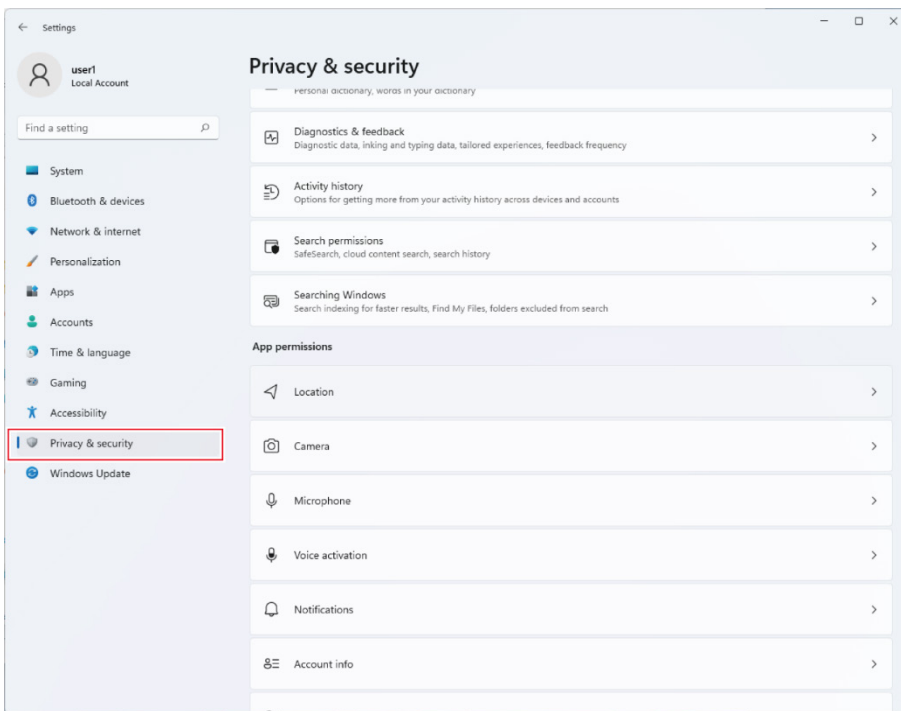 Settings
user1
Local Account
Find a setting
System
Bluetooth & devices
Network & internet
Personalization
Apps
Accounts
Time & language
Gaming
Accessibility
Privacy & security
Windows Update
Privacy & security
Personal dictionary, words in your dictionary
Diagnostics & feedback
Diagnostic data, inking and typing data, tailored experiences, feedback frequency
Activity history
Options for getting more from your activity history across devices and accounts
Search permissions
SafeSearch, cloud content search, search history
Searching Windows
Search indexing for faster results, Find My Files, folders excluded from search
App permissions
Location
Camera
Microphone
Voice activation
Notifications
Account info